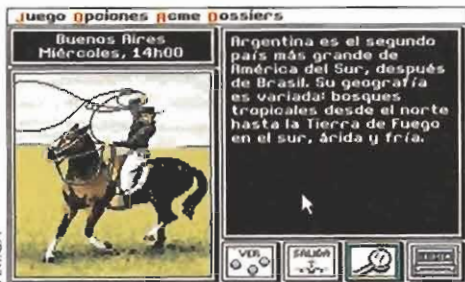 Juego Opciones Acme Dossiers
Buenos Aires
Miércoles, 14h00
Argentina es el segundo
país más grande de
América del Sur, después
de Brasil. Su geografía
es variada: bosques
tropicales desde el norte
hasta la Tierra de Fuego
en el sur, árida y fría.
VER
SALIDA